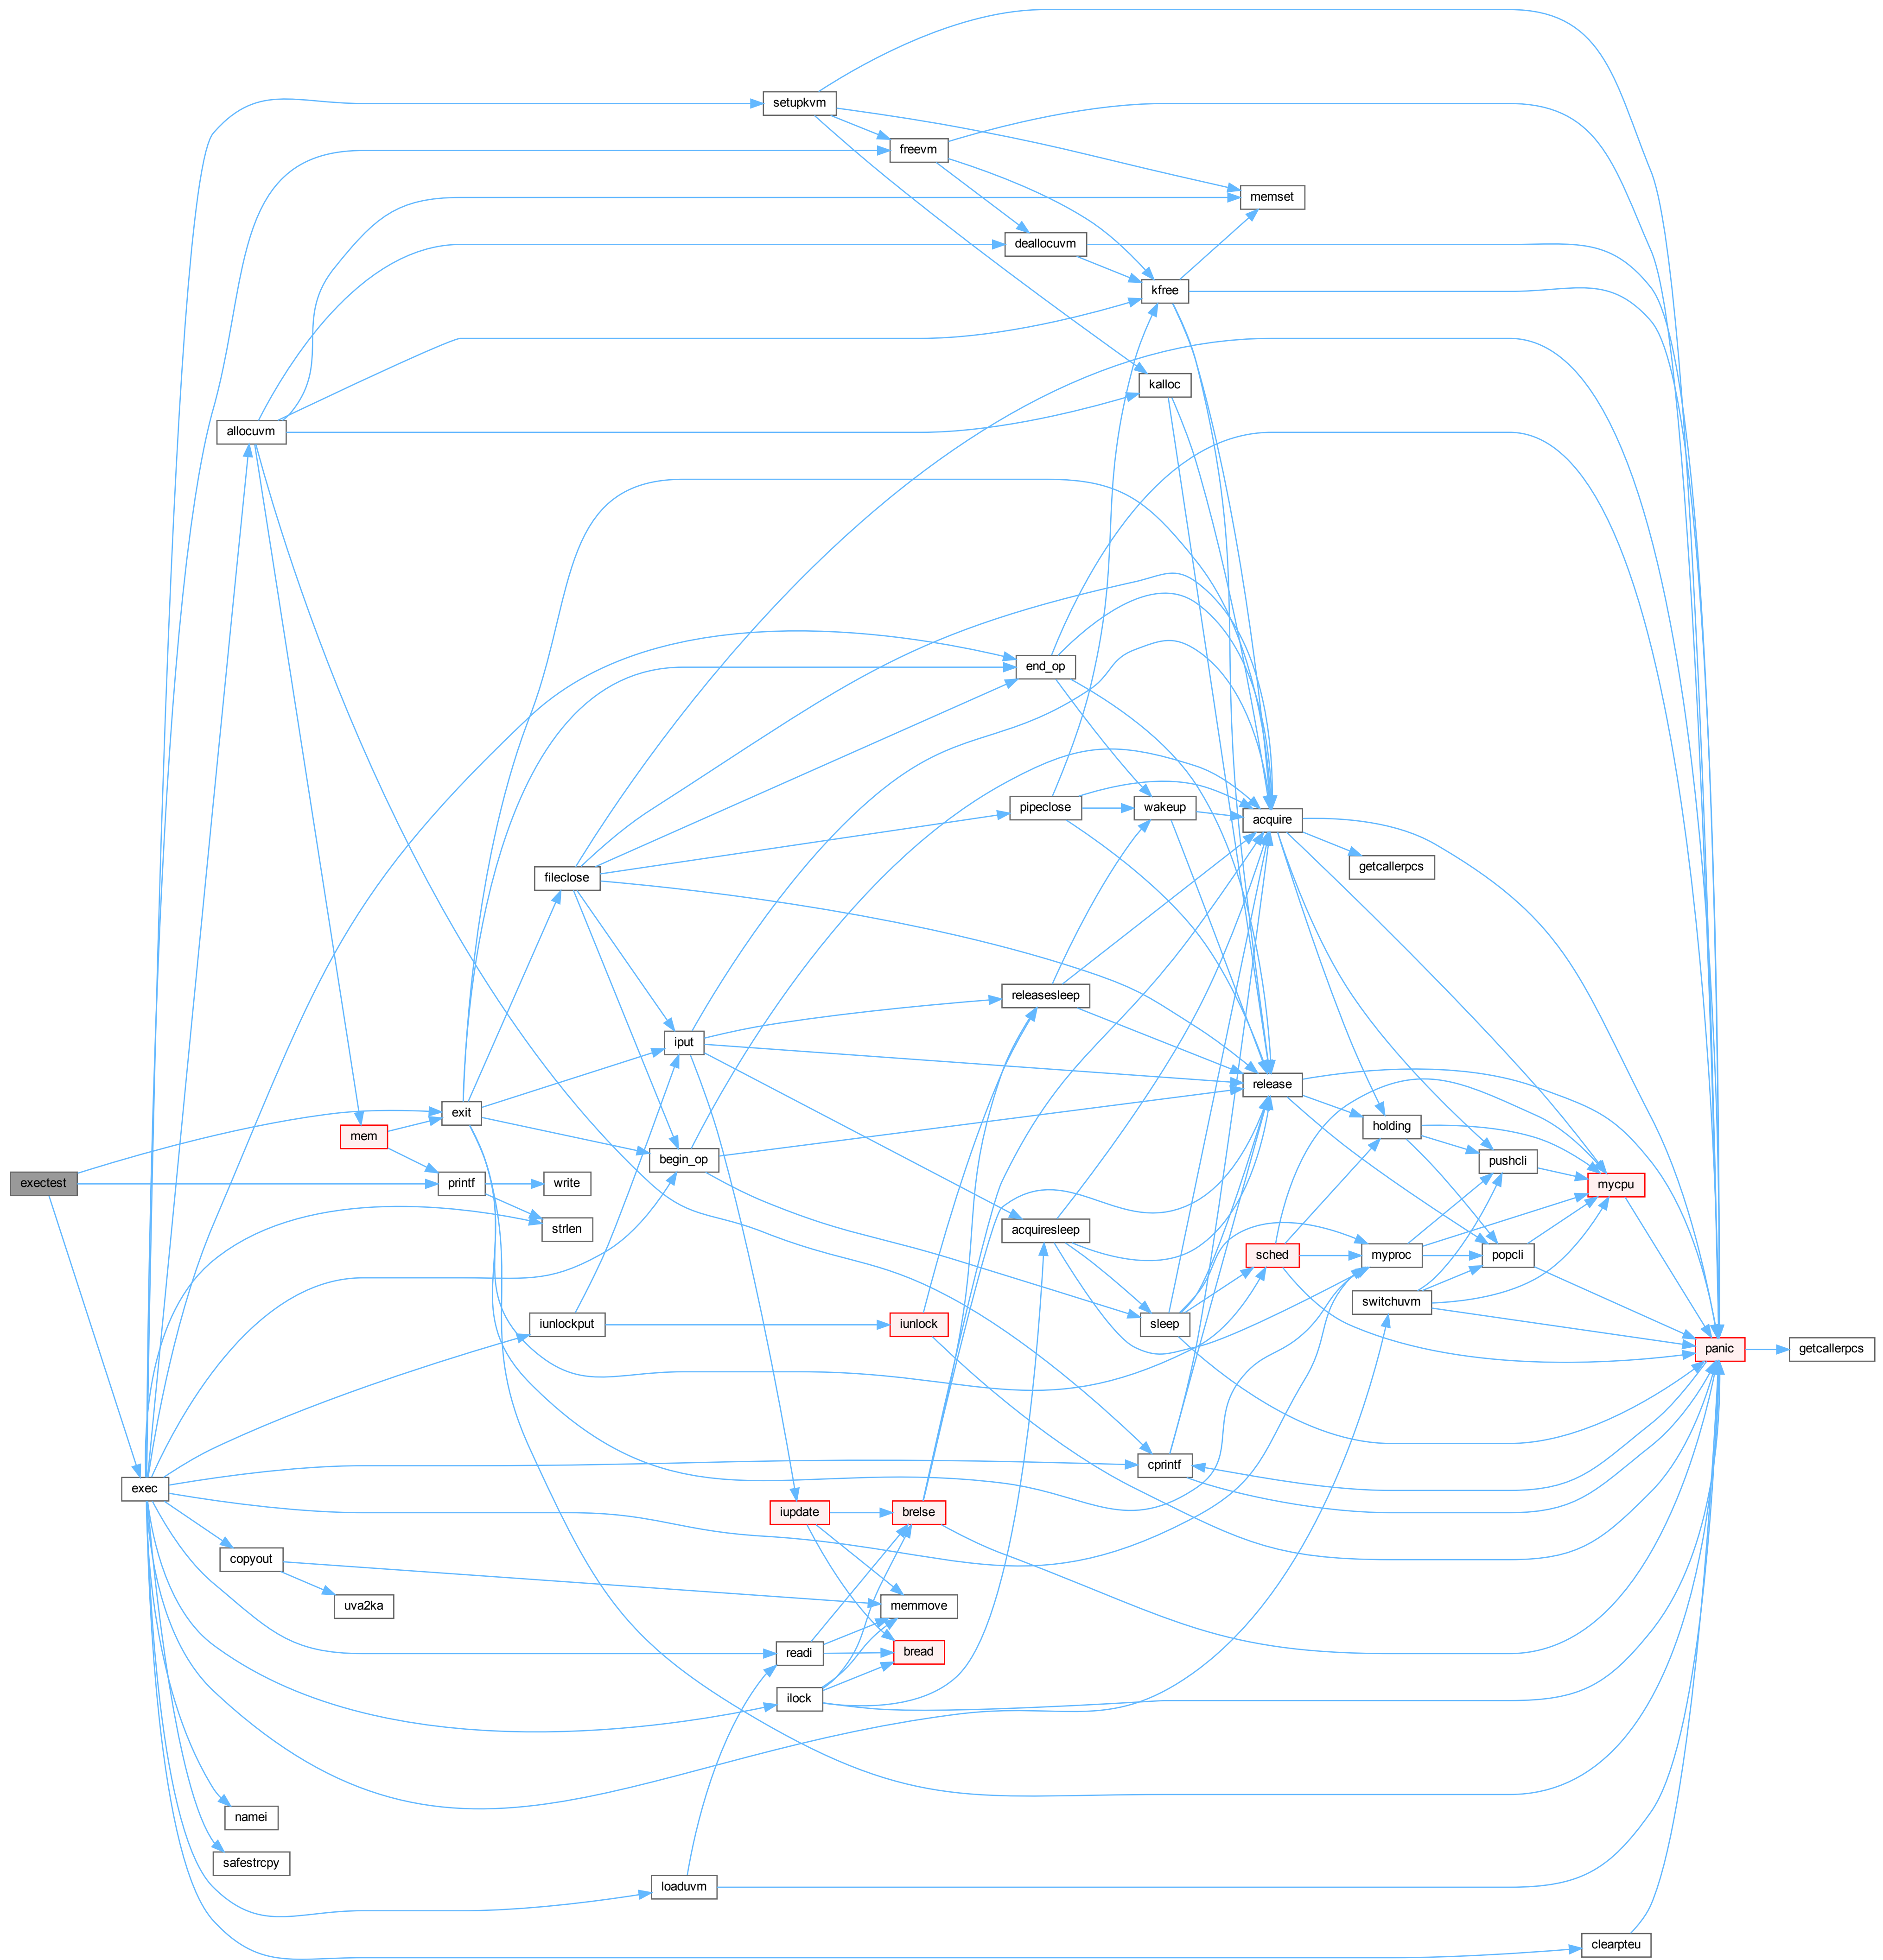 setupkvm
freevm
memset
deallocuvm
kfree
kalloc
allocuvm
end_op
pipeclose
wakeup
acquire
getcallerpcs
fileclose
releasesleep
iput
release
exit
holding
mem
begin_op
pushcli
exectest
printf
write
mycpu
strlen
acquiresleep
sched
myproc
popcli
switchuvm
iunlockput
iunlock
sleep
panic
getcallerpcs
cprintf
exec
iupdate
brelse
copyout
uva2ka
memmove
readi
bread
ilock
namei
safestrcpy
loaduvm
clearpteu